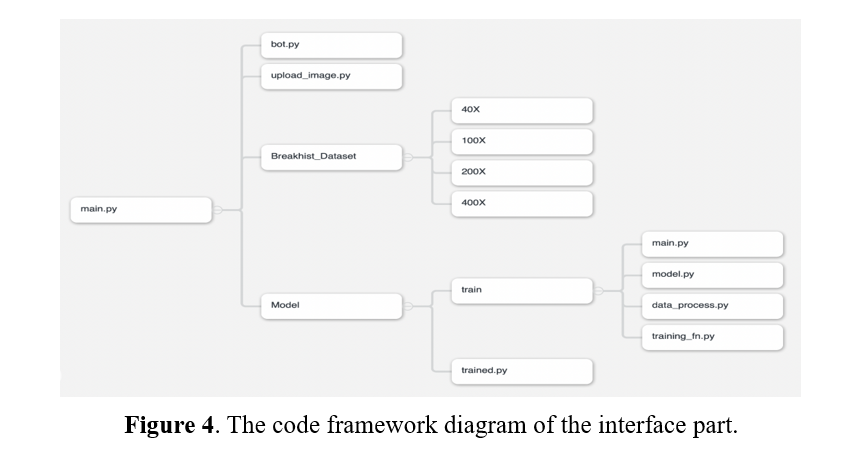 bot.py
upload_image.py
40X
100X
Breakhist_Dataset
200X
400X
main.py
main.py
model.py
train
Model
data_process.py
training_fn.py
trained.py
Figure 4. The code framework diagram of the interface part.